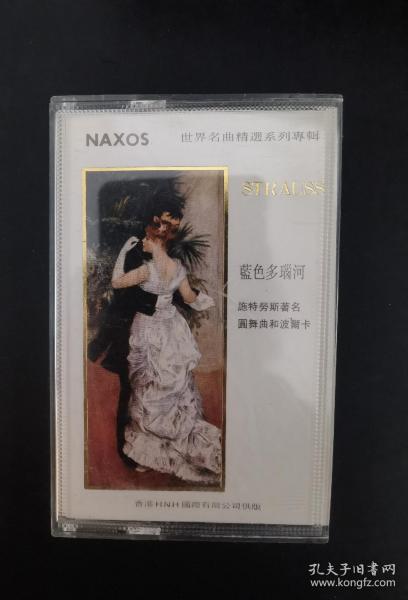 NAXOS 世界名曲精選系列專輯
STRAUSS
藍色多瑙河
施特勞斯著名
圓舞曲和波爾卡
香港HNH國際有限公司供版
孔夫子旧书网
www.kongfz.com